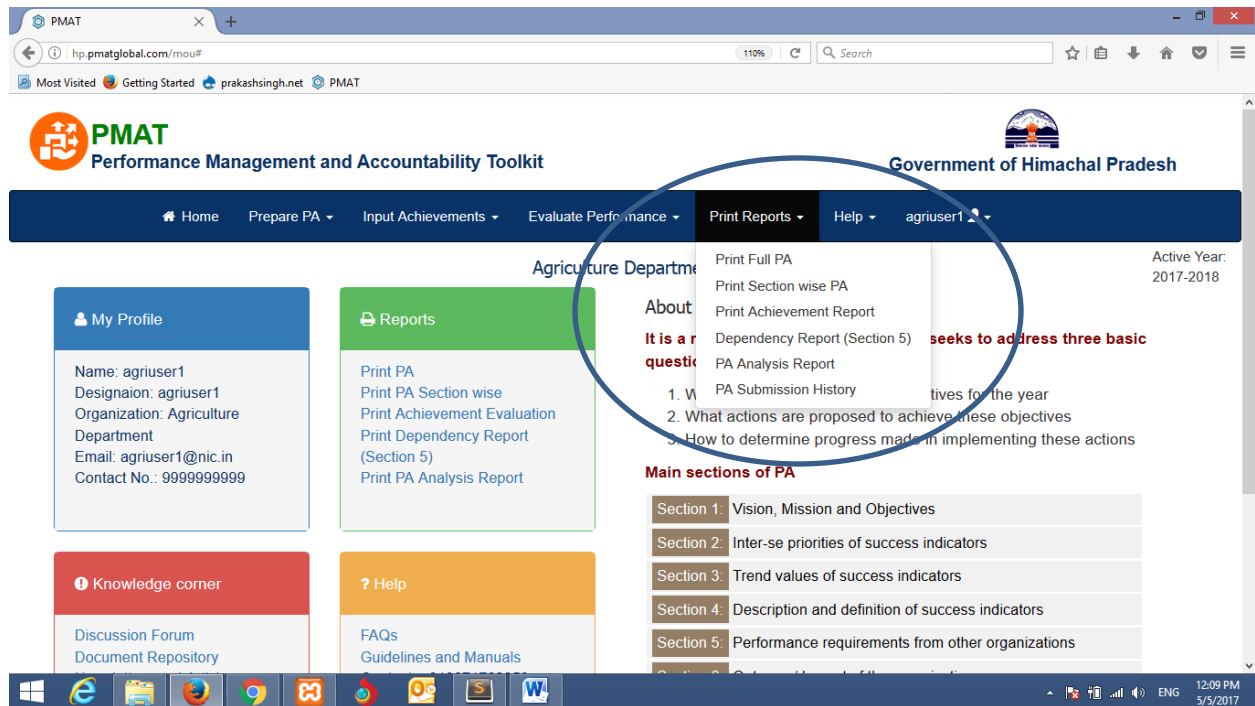 PMAT
hp.pmatglobal.com/mou#
110%
Search
Most Visited
Getting Started
prakashsingh.net
PMAT
PMAT
Performance Management and Accountability Toolkit
Government of Himachal Pradesh
Home
Prepare PA
Input Achievements
Evaluate Performance
Print Reports
Help
agriuser1
Print Full PA
Print Section wise PA
Print Achievement Report
Dependency Report (Section 5)
PA Analysis Report
PA Submission History
Agriculture Departme
Active Year:
2017-2018
My Profile
Name: agriuser1
Designaion: agriuser1
Organization: Agriculture
Department
Email: agriuser1@nic.in
Contact No.: 9999999999
Reports
Print PA
Print PA Section wise
Print Achievement Evaluation
Print Dependency Report
(Section 5)
Print PA Analysis Report
About
It is a seeks to address three basic
questio
1. W tives for the year
2. What actions are proposed to achieve these objectives
3. How to determine progress made in implementing these actions
Main sections of PA
Section 1: Vision, Mission and Objectives
Section 2: Inter-se priorities of success indicators
Section 3: Trend values of success indicators
Section 4: Description and definition of success indicators
Section 5: Performance requirements from other organizations
Knowledge corner
Discussion Forum
Document Repository
Help
FAQs
Guidelines and Manuals
ENG
12:09 PM
5/5/2017